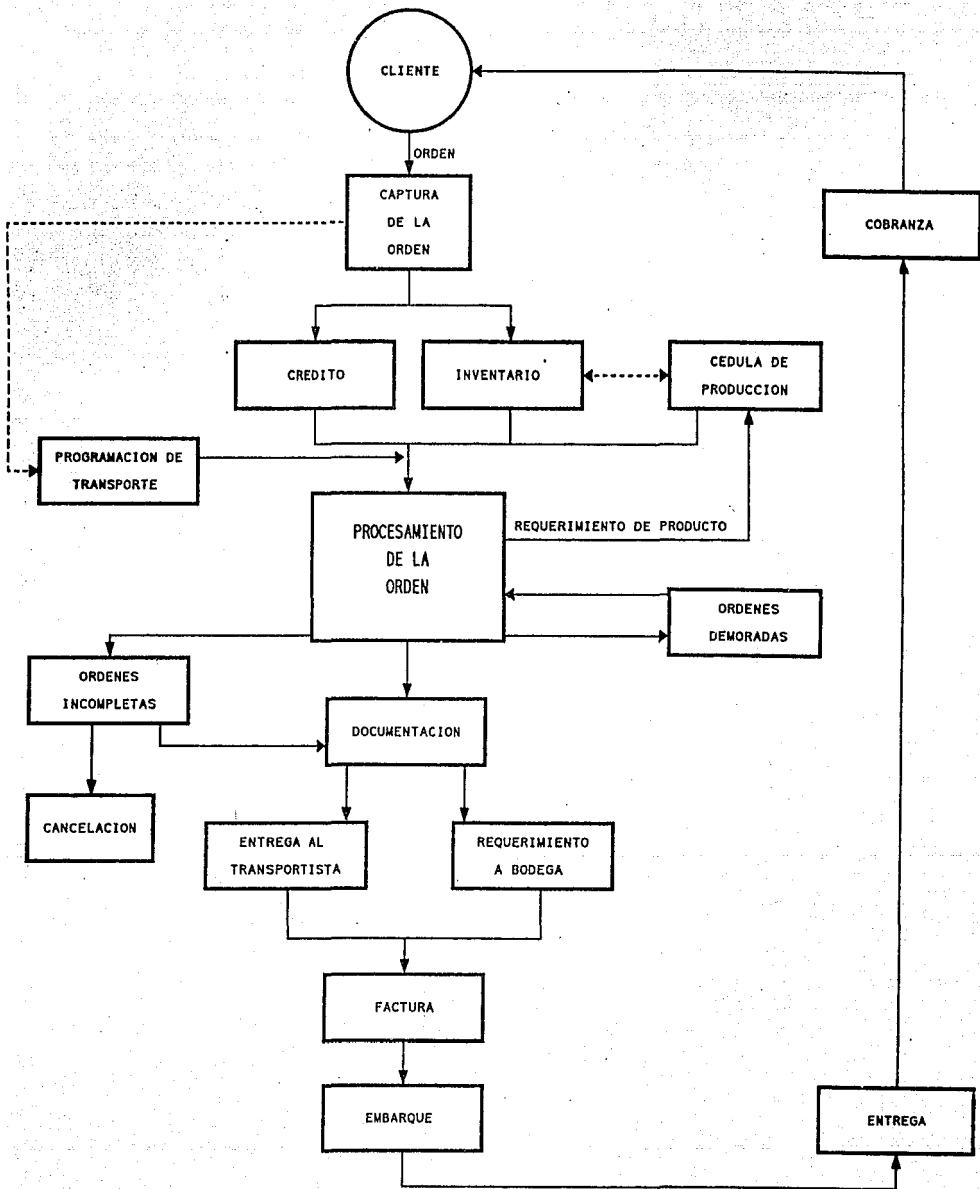 CLIENTE
ORDEN
CAPTURA
DE LA
ORDEN
COBRANZA
CREDITO
INVENTARIO
CEDULA DE
PRODUCCION
PROGRAMACION DE
TRANSPORTE
PROCESAMIENTO
DE LA
ORDEN
REQUERIMIENTO DE PRODUCTO
ORDENES
DEMORADAS
ORDENES
INCOMPLETAS
DOCUMENTACION
CANCELACION
ENTREGA AL
TRANSPORTISTA
REQUERIMIENTO
A BODEGA
FACTURA
EMBARQUE
ENTREGA